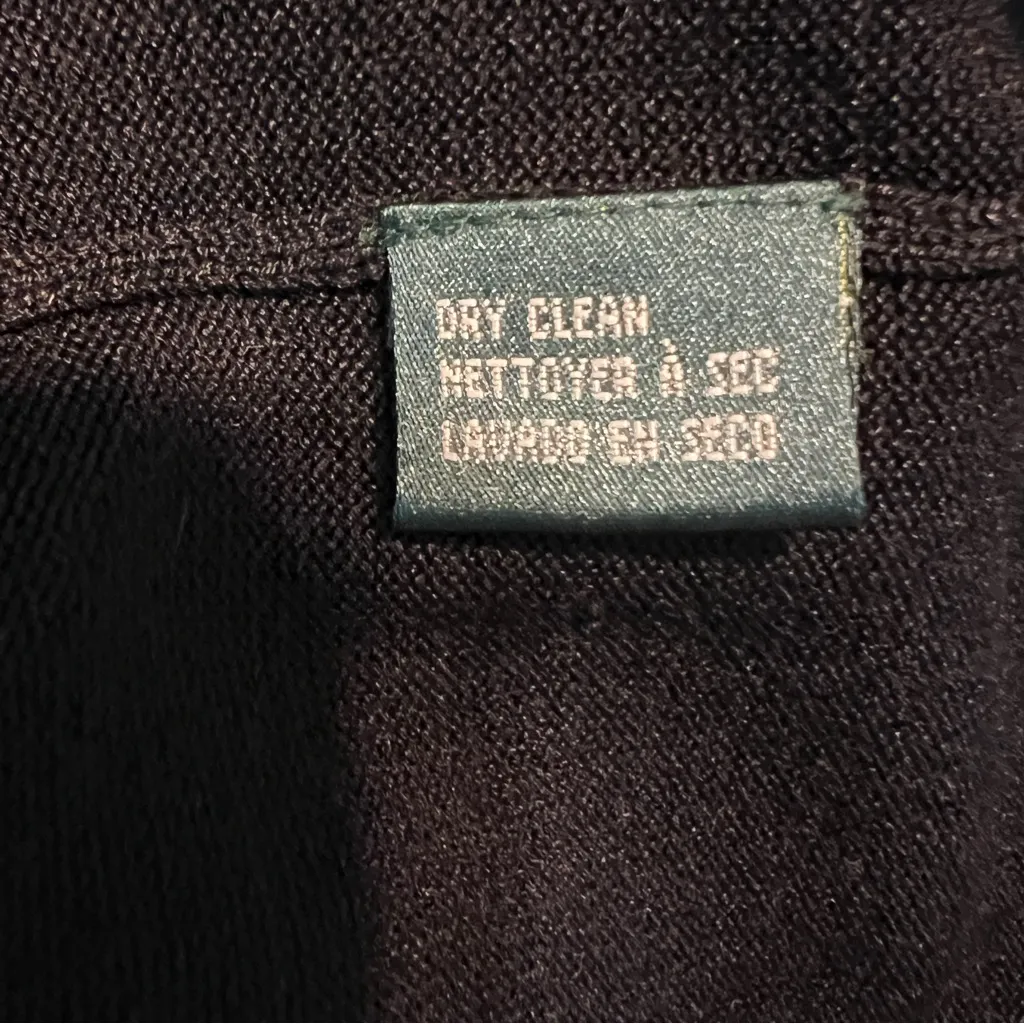 DRY CLEAN
NETTOYER À SEC
LAVADO EN SECO